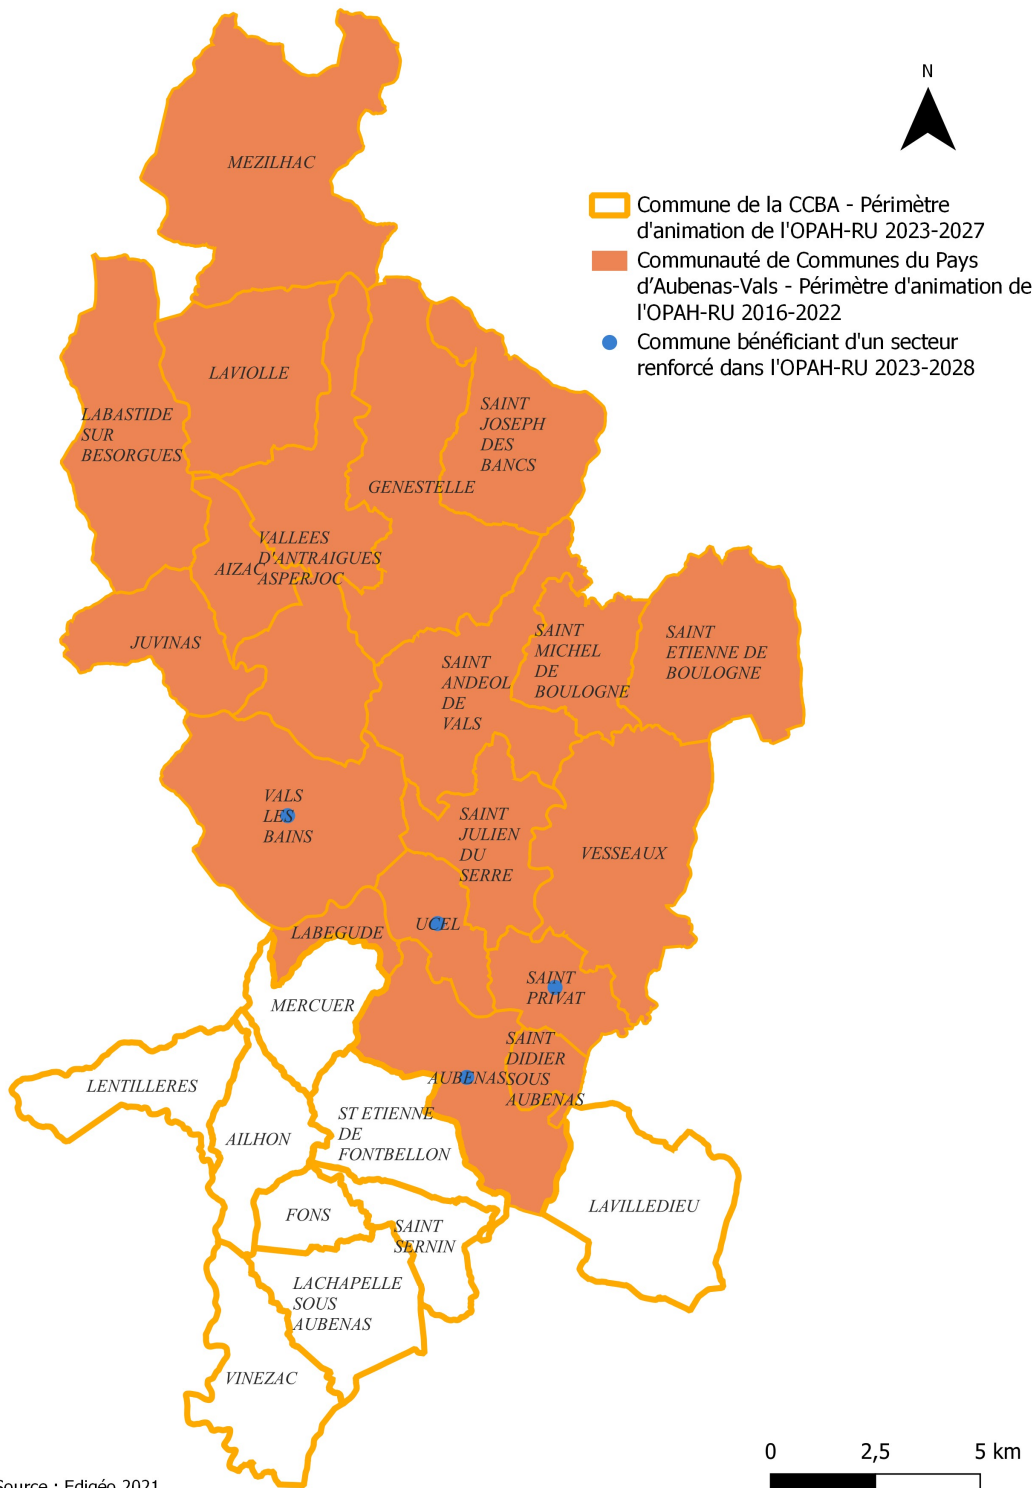 N
Commune de la CCBA - Périmètre
d'animation de l'OPAH-RU 2023-2027
Communauté de Communes du Pays
d'Aubenas-Vals - Périmètre d'animation de
l'OPAH-RU 2016-2022
Commune bénéficiant d'un secteur
renforcé dans l'OPAH-RU 2023-2028
MEZILHAC
LAVIOLLE
LABASTIDE
SUR
BESORGUES
SAINT
JOSEPH
DES
BANCS
GENESTELLE
VALLEES
D'ANTRAIGUES
ASPERJOC
AIZAC
JUVINAS
SAINT
MICHEL
DE
BOULOGNE
SAINT
ETIENNE DE
BOULOGNE
SAINT
ANDEOL
DE
VALS
VALS
LES
BAINS
SAINT
JULIEN
DU
SERRE
VESSEAUX
UCEL
LABEGUDE
SAINT
PRIVAT
MERCUER
SAINT
DIDIER
SOUS
AUBENAS
AUBENAS
LENTILLERES
AILHON
ST ETIENNE
DE
FONTBELLON
LAVILLEDIEU
FONS
SAINT
SERNIN
LACHAPELLE
SOUS
AUBENAS
VINEZAC
0 2,5 5 km
Source : Edigéo 2021